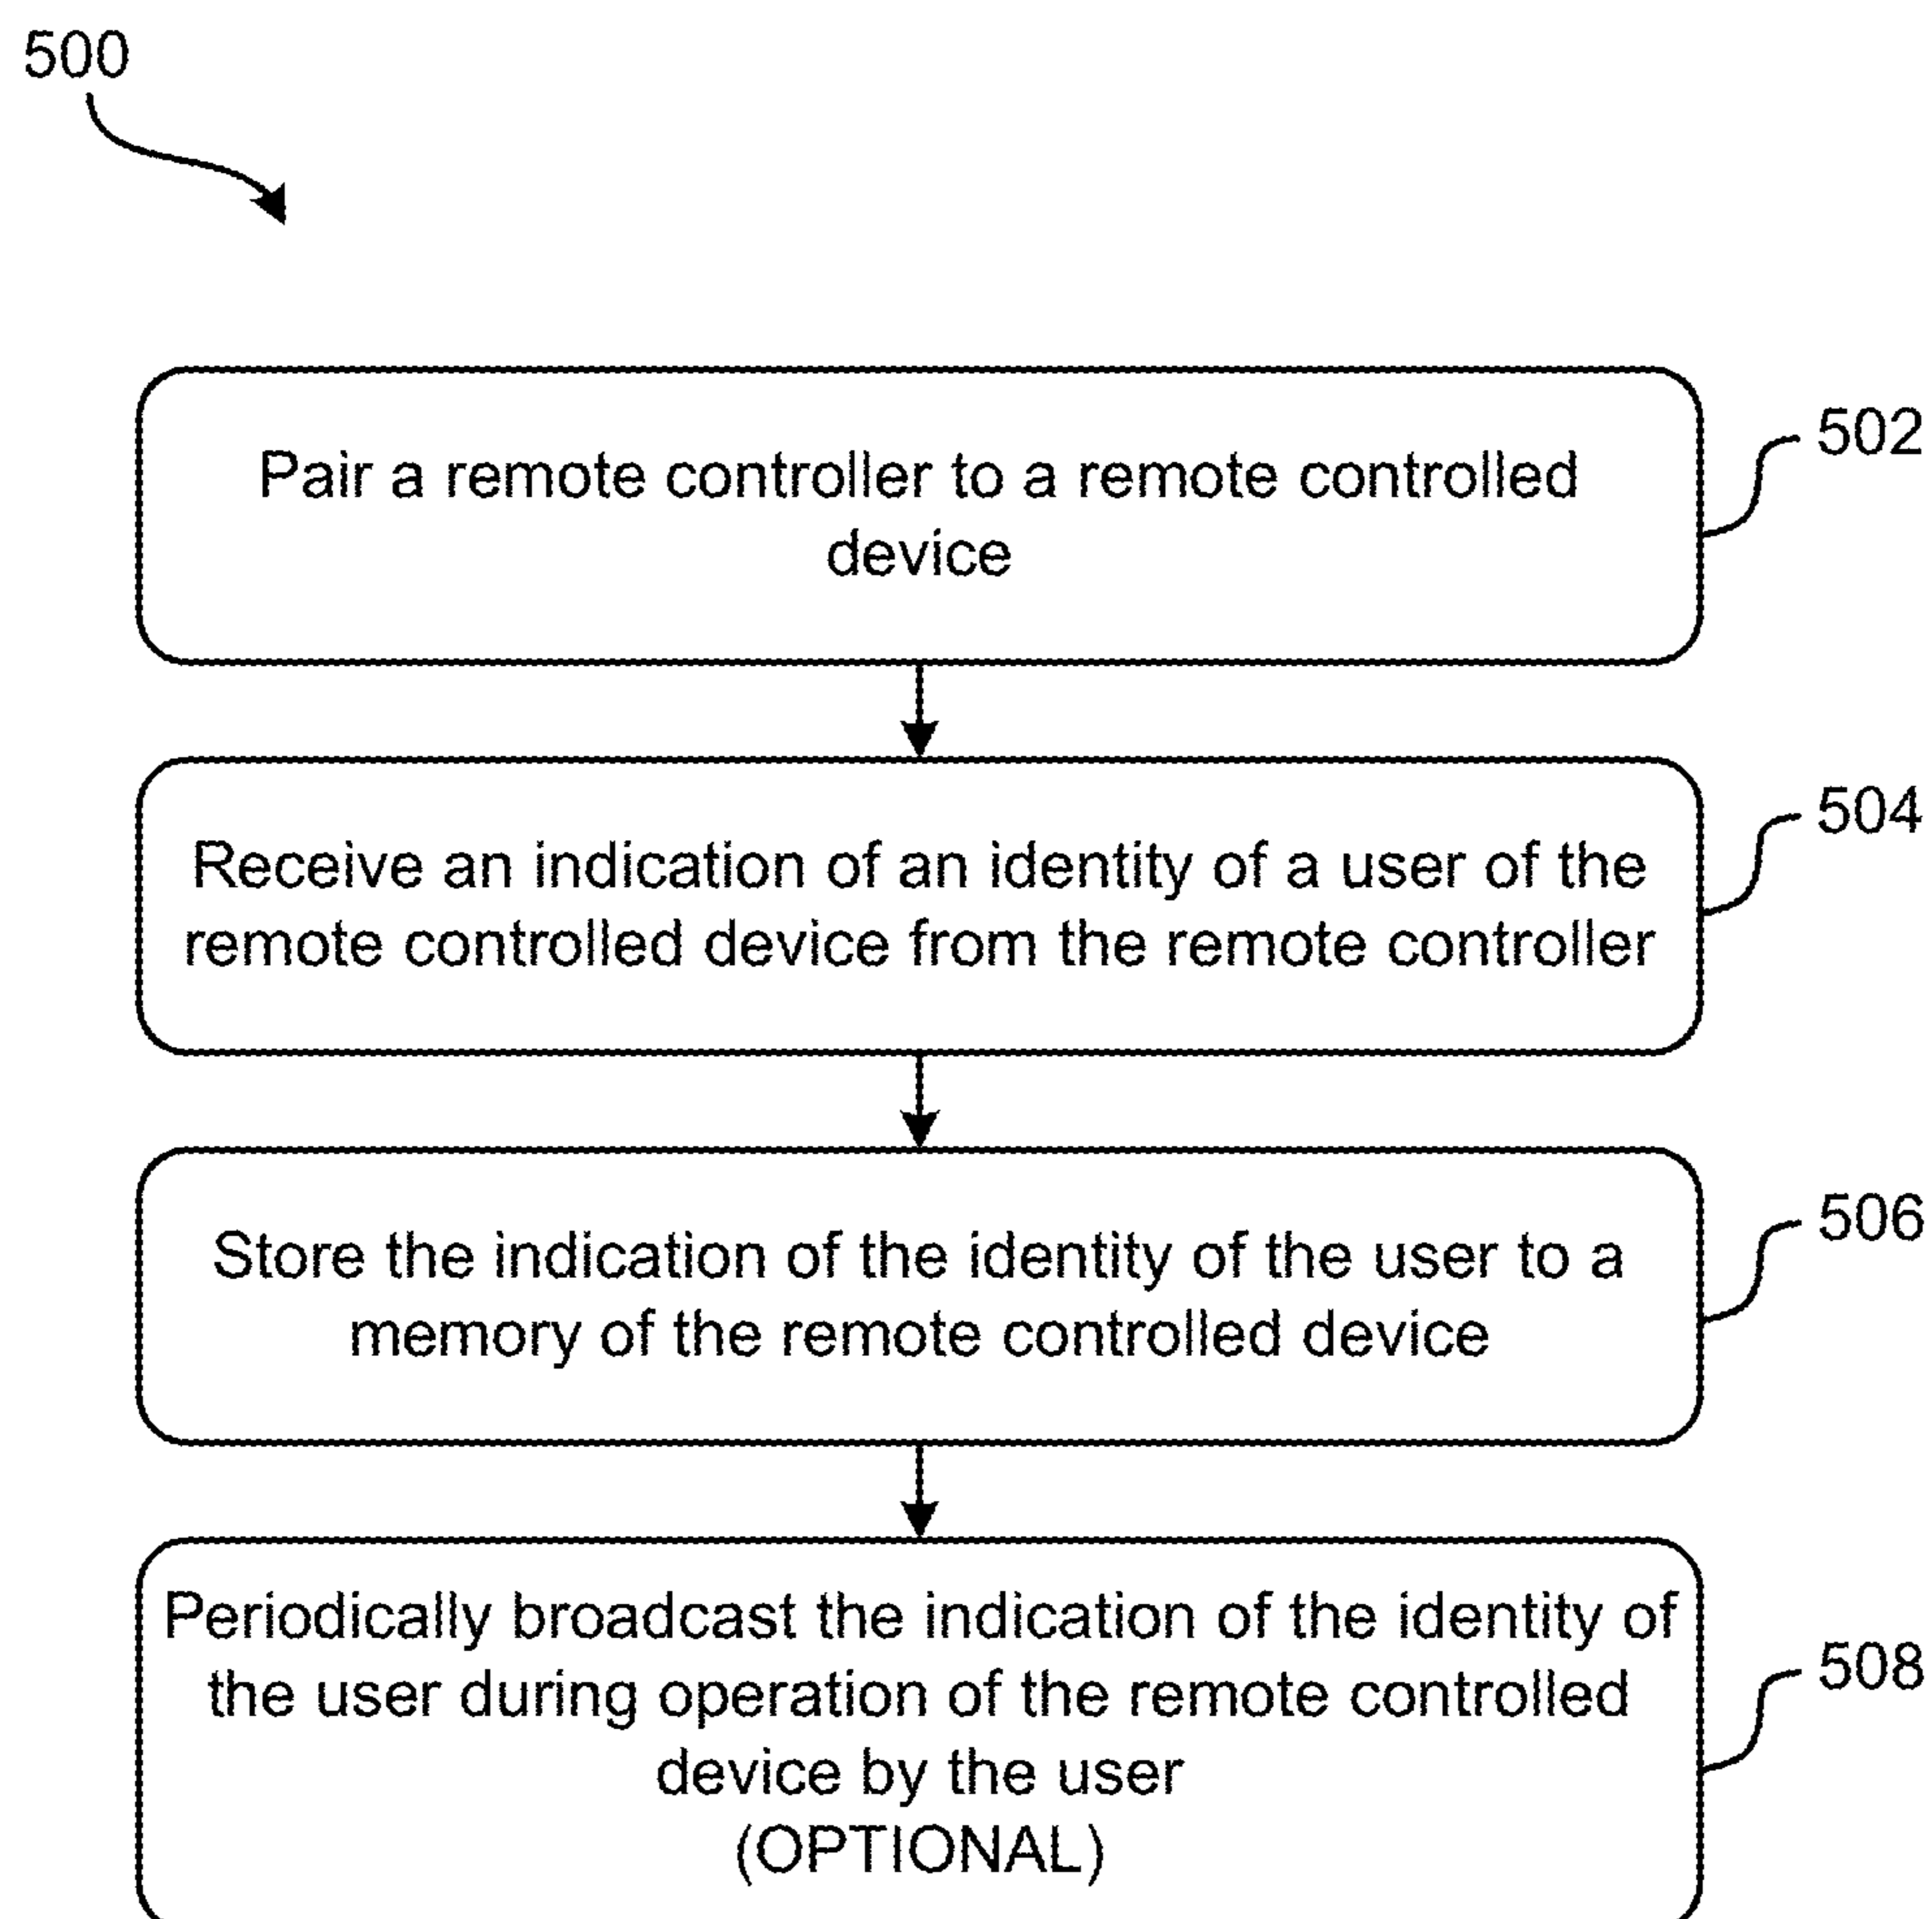 500
Pair a remote controller to a remote controlled
device
502
Receive an indication of an identity of a user of the
remote controlled device from the remote controller
504
Store the indication of the identity of the user to a
memory of the remote controlled device
506
Periodically broadcast the indication of the identity of
the user during operation of the remote controlled
device by the user
(OPTIONAL)
508